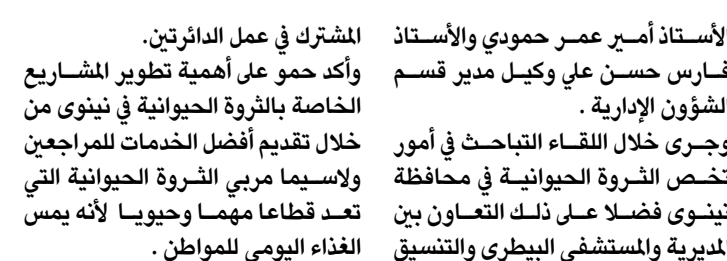 الأستاذ أمير عمر حمودي والأستاذ
فارس حسن علي وكيل مدير قسم
الشؤون الإدارية .
وجرى خلال اللقاء التباحث في أمور
تخص الثروة الحيوانية في محافظة
نينوى فضلا على ذلك التعاون بين
المديرية والمستشفى البيطري والتنسيق
المشترك في عمل الدائرتين.
وأكد حمو على أهمية تطوير المشاريع
الخاصة بالثروة الحيوانية في نينوى من
خلال تقديم أفضل الخدمات للمراجعين
ولاسيما مربي الثروة الحيوانية التي
تعد قطاعا مهما وحيويا لأنه يمس
الغذاء اليومي للمواطن .